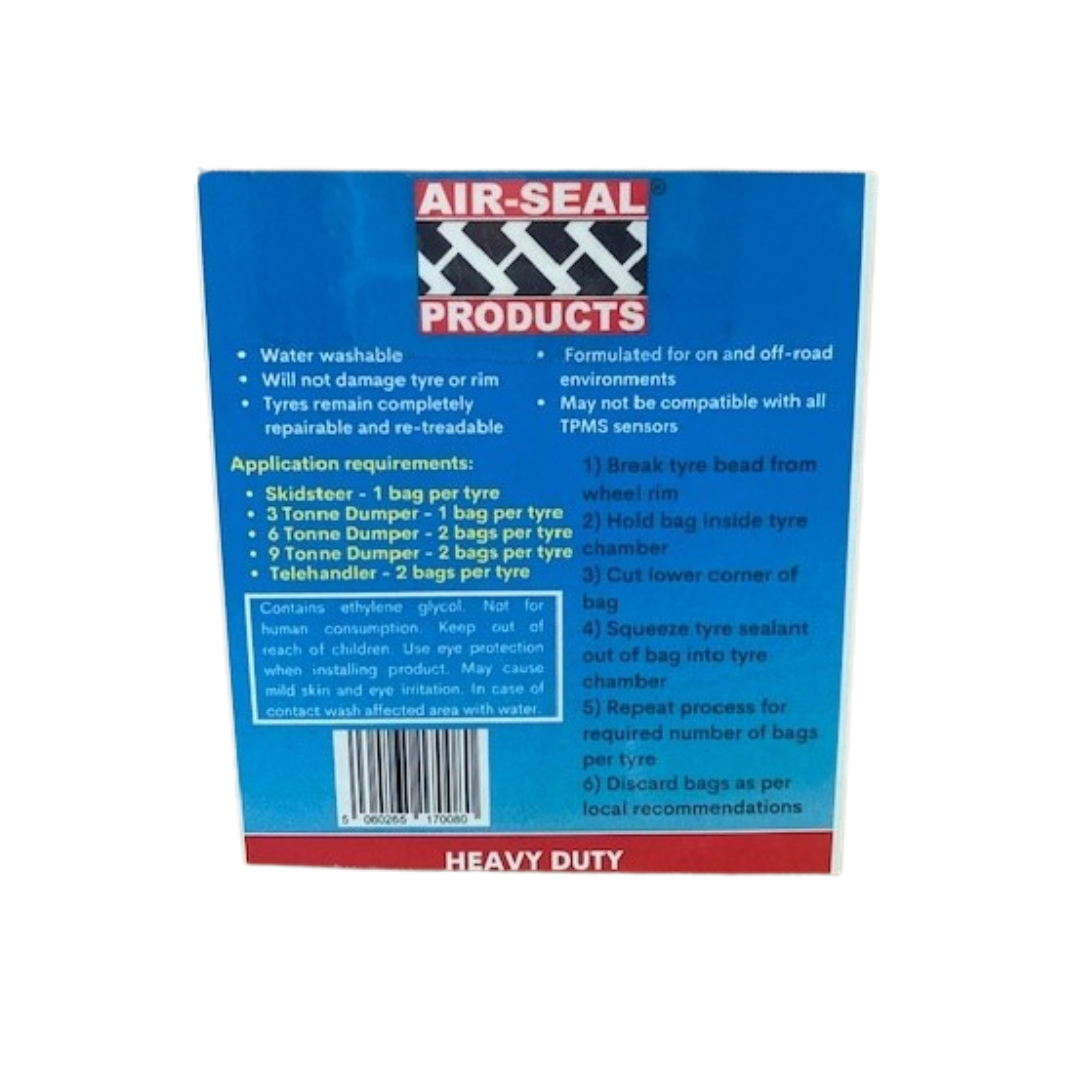 AIR-SEAL®
PRODUCTS
• Water washable
• Will not damage tyre or rim
• Tyres remain completely
repairable and re-treadable
• Formulated for on and off-road
environments
• May not be compatible with all
TPMS sensors
Application requirements:
• Skidsteer - 1 bag per tyre
• 3 Tonne Dumper - 1 bag per tyre
• 6 Tonne Dumper - 2 bags per tyre
• 9 Tonne Dumper - 2 bags per tyre
• Telehandler - 2 bags per tyre
Contains ethylene glycol. Not for
human consumption. Keep out of
reach of children. Use eye protection
when installing product. May cause
mild skin and eye irritation. In case of
contact wash affected area with water.
5 060265 170080
1) Break tyre bead from
wheel rim
2) Hold bag inside tyre
chamber
3) Cut lower corner of
bag
4) Squeeze tyre sealant
out of bag into tyre
chamber
5) Repeat process for
required number of bags
per tyre
6) Discard bags as per
local recommendations
HEAVY DUTY